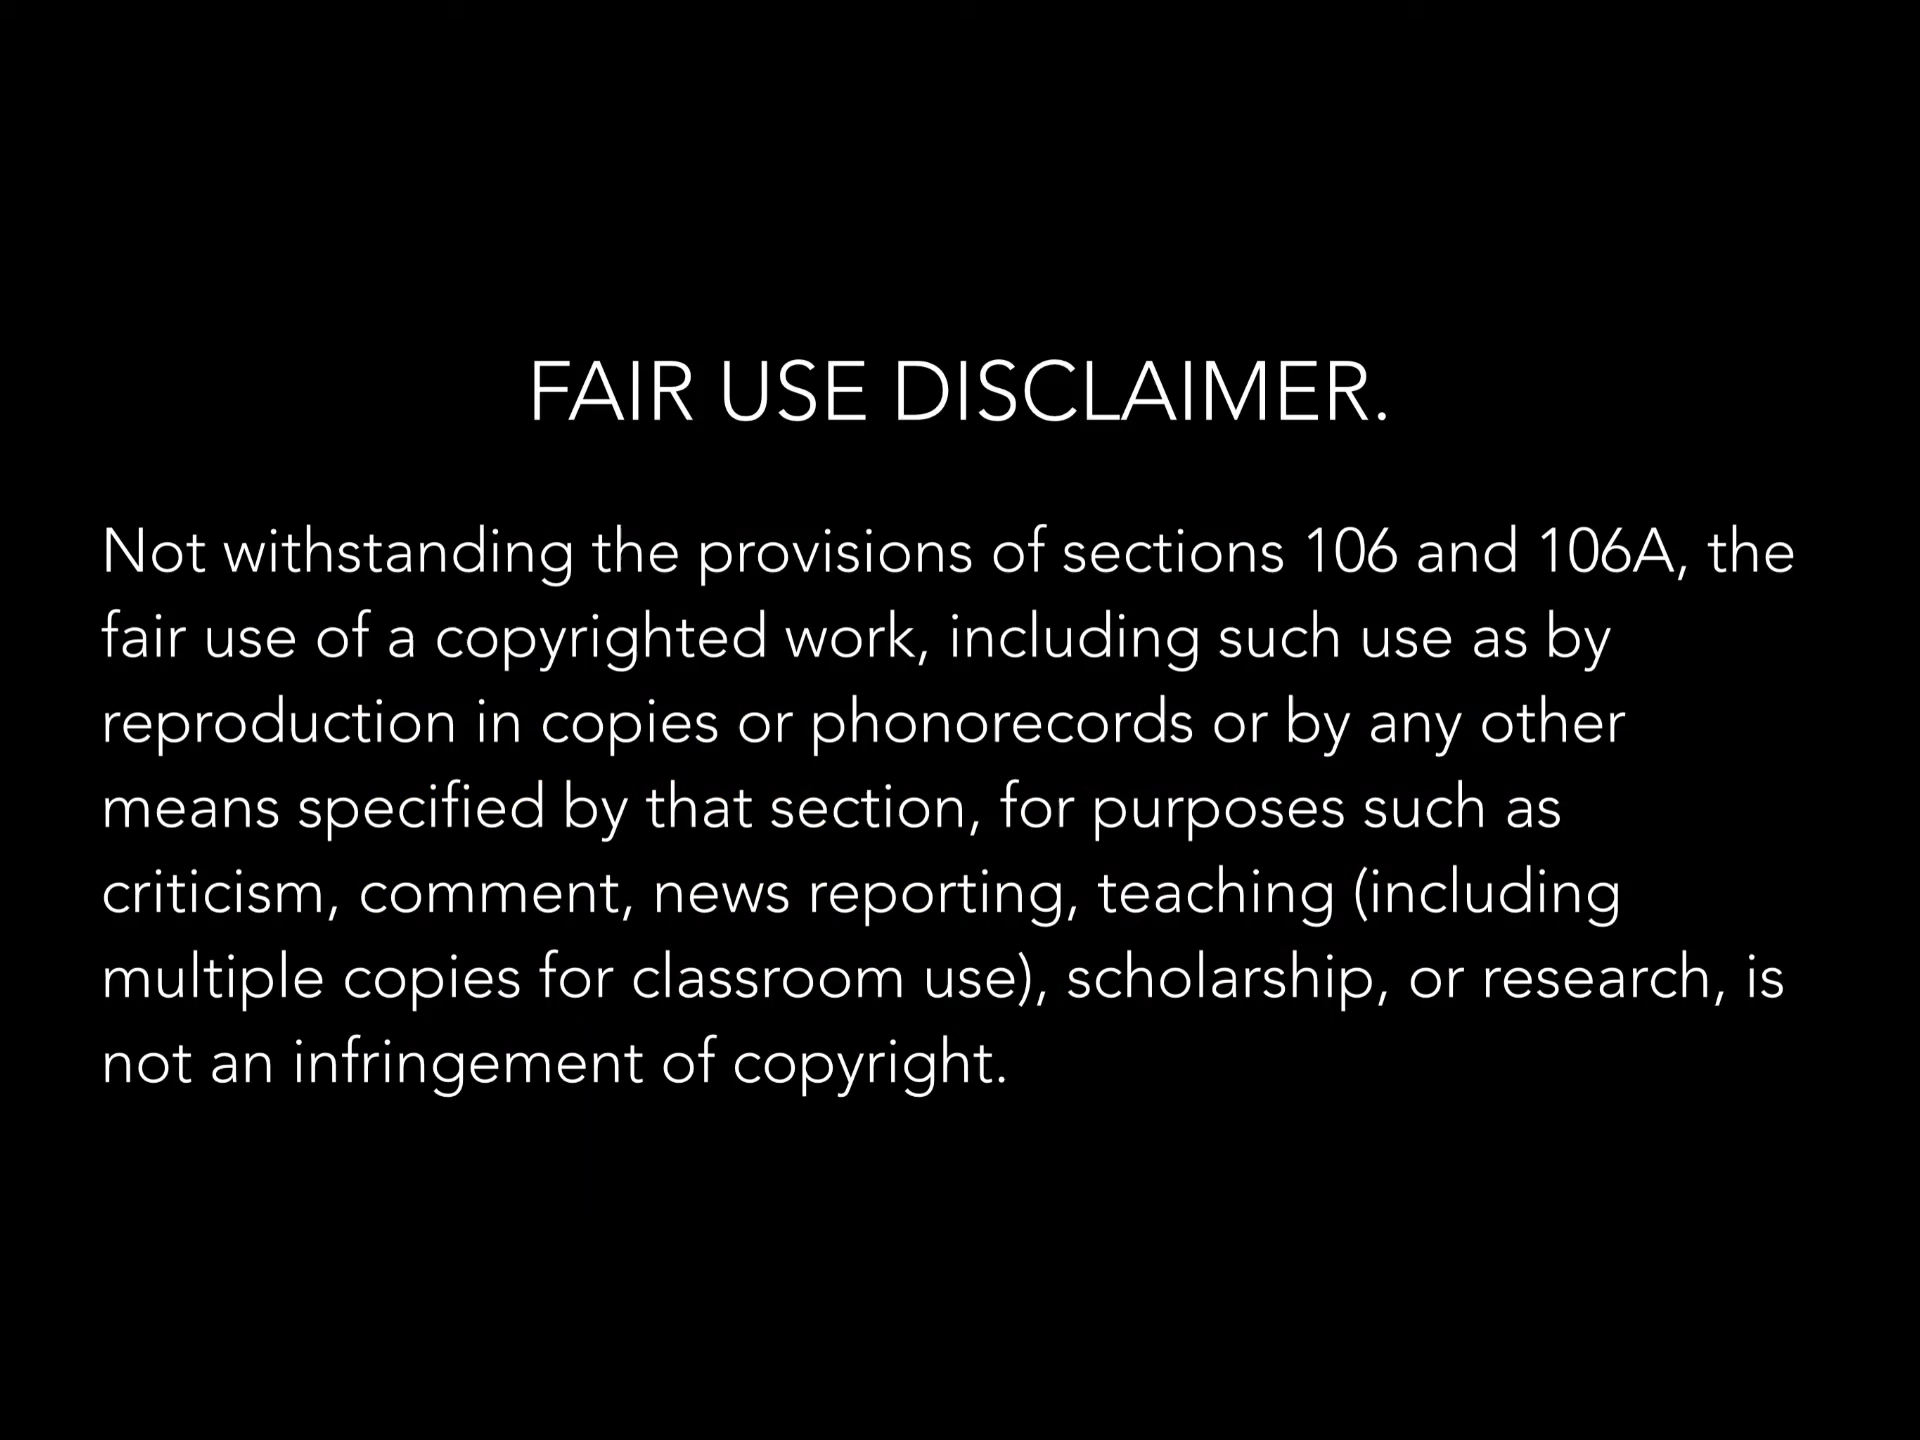 FAIR USE DISCLAIMER.
Not withstanding the provisions of sections 106 and 106A, the
fair use of a copyrighted work, including such use as by
reproduction in copies or phonorecords or by any other
means specified by that section, for purposes such as
criticism, comment, news reporting, teaching (including
multiple copies for classroom use), scholarship, or research, is
not an infringement of copyright.